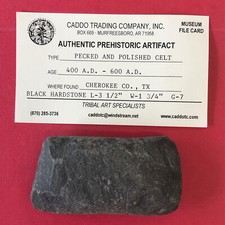 CADDO TRADING COMPANY, INC.
BOX 669 - MURFREESBORO, AR 71958
MUSEUM
FILE CARD
AUTHENTIC PREHISTORIC ARTIFACT
TYPE PECKED AND POLISHED CELT
AGE 400 A.D. - 600 A.D.
WHERE FOUND CHEROKEE CO., TX
BLACK HARDSTONE L-3 1/2" W-1 3/4" G-7
TRIBAL ART SPECIALISTS
(870) 285-3736 caddotc@windstream.net www.caddotc.com